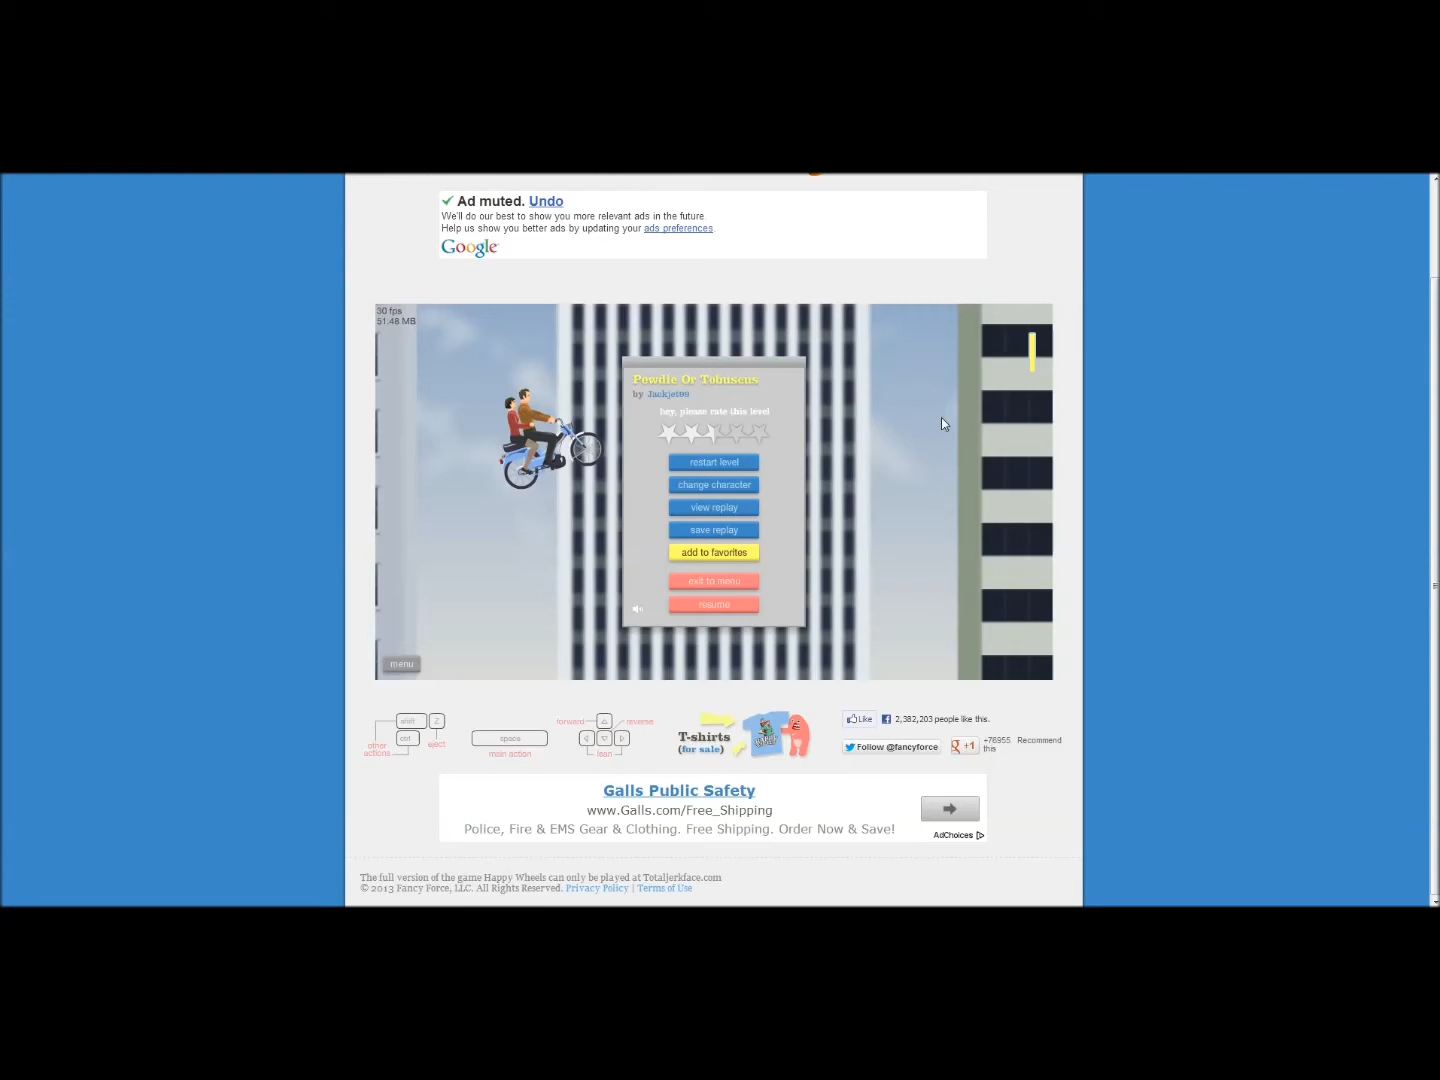 Ad muted. Undo
We'll do our best to show you more relevant ads in the future.
Help us show you better ads by updating your ads preferences.
Google
30 fps
51.48 MB
Pewdie Or Tobuscus
by Jackjet99
hey, please rate this level
restart level
change character
view replay
save replay
add to favorites
exit to menu
resume
menu
shift
Z
ctrl
other actions
eject
space
main action
forward
reverse
lean
T-shirts
(for sale)
Like
2,382,203 people like this.
Follow @fancyforce
+1
+76955 Recommend this
Galls Public Safety
www.Galls.com/Free_Shipping
Police, Fire & EMS Gear & Clothing. Free Shipping. Order Now & Save!
AdChoices
The full version of the game Happy Wheels can only be played at Totaljerkface.com
© 2013 Fancy Force, LLC. All Rights Reserved. Privacy Policy | Terms of Use